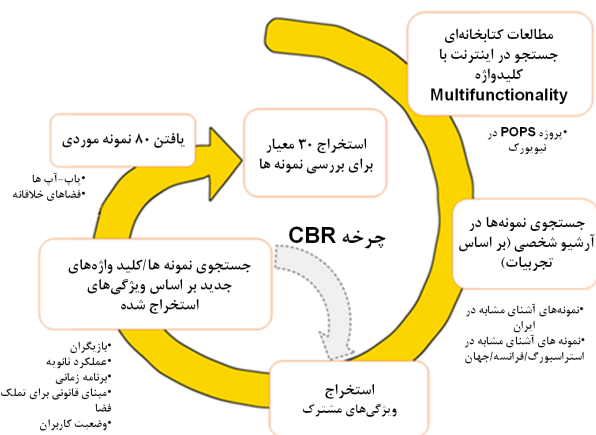 مطالعات کتابخانه‌ای
جستجو در اینترنت با
کلیدواژه
Multifunctionality
•پروژه POPS در
نیویورک
جستجوی نمونه‌ها در
آرشیو شخصی (بر اساس
تجربیات)
•نمونه‌های آشنای مشابه در
ایران
•نمونه های آشنای مشابه در
استراسبورگ/فرانسه/جهان
استخراج
ویژگی‌های مشترک
چرخه CBR
جستجوی نمونه ها/کلید واژه‌های
جدید بر اساس ویژگی‌های
استخراج شده
•بازیگران
•عملکرد ثانویه
•برنامه زمانی
•مبنای قانونی برای تملک
فضا
•وضعیت کاربران
یافتن ۸۰ نمونه موردی
•پاپ-آپ ها
•فضاهای خلاقانه
استخراج ۳۰ معیار
برای بررسی نمونه ها